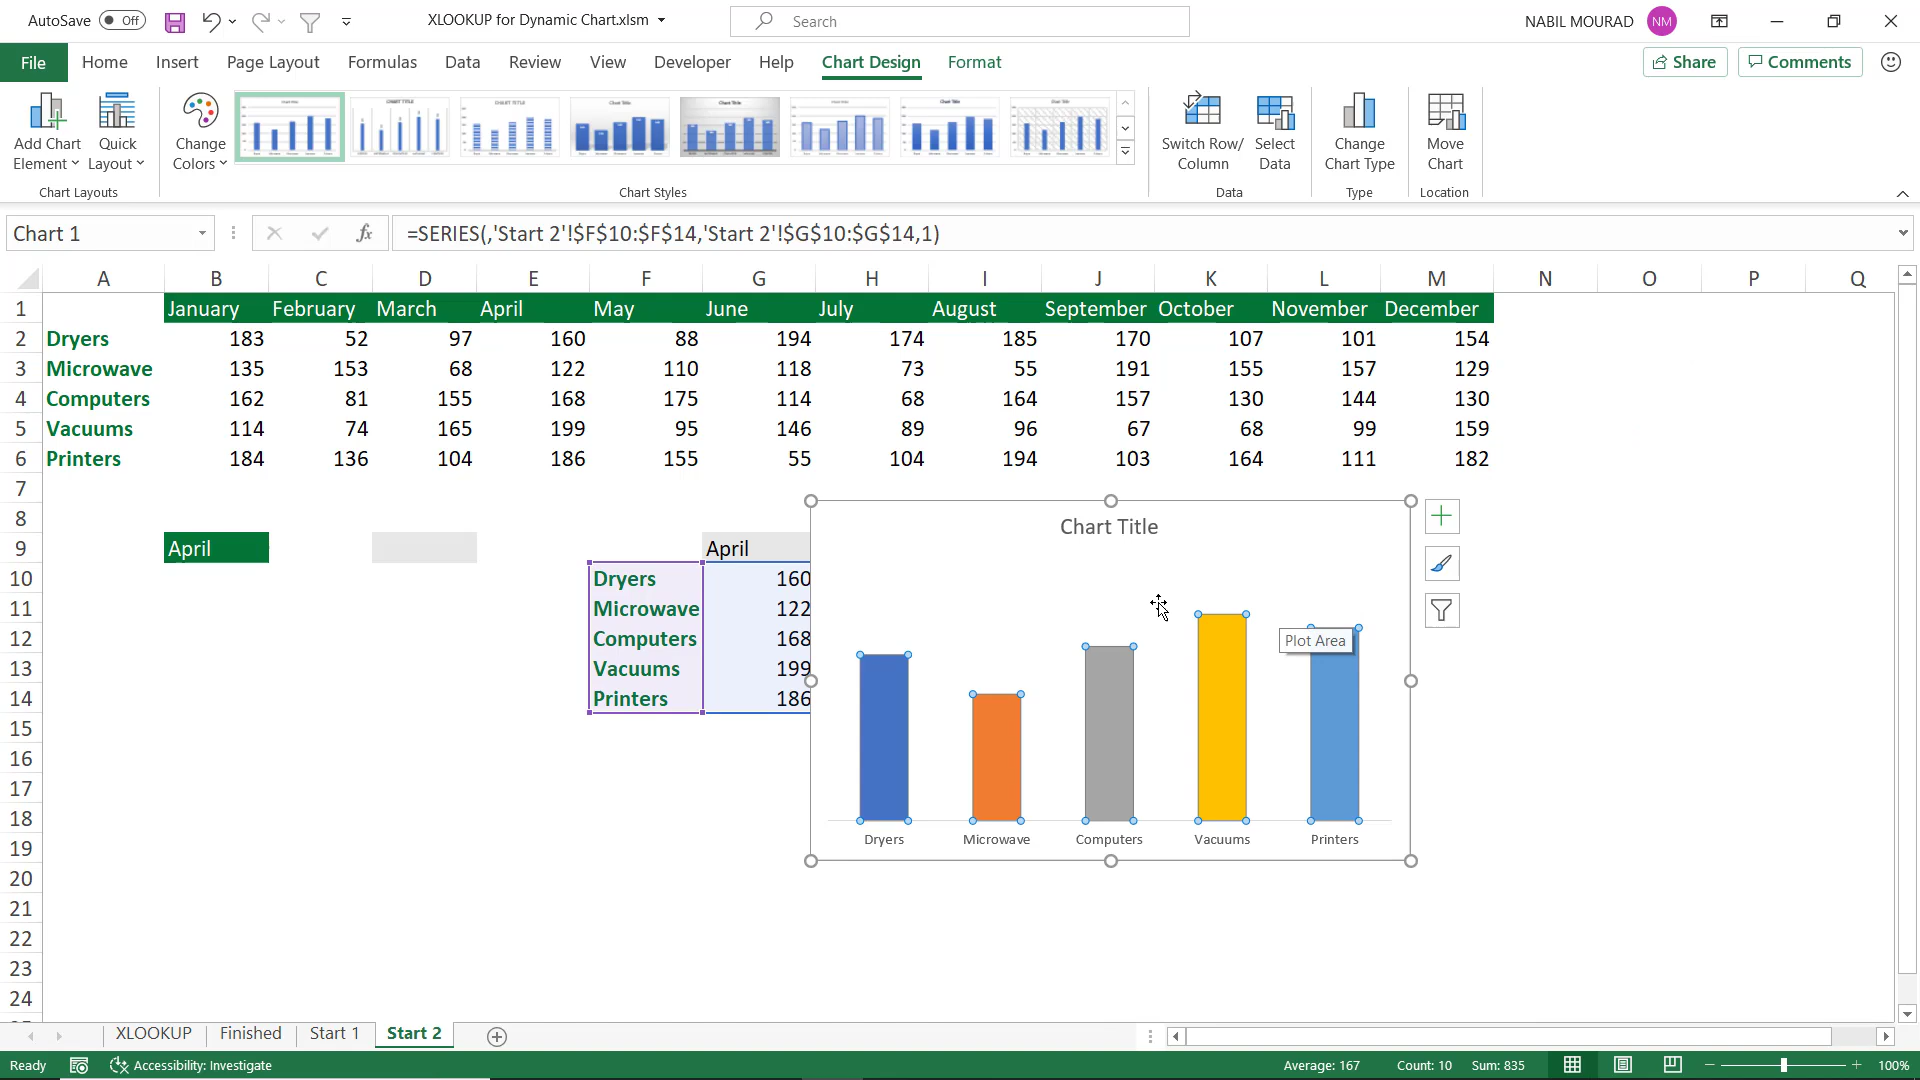 AutoSave Off XLOOKUP for Dynamic Chart.xlsm Search NABIL MOURAD NM
File Home Insert Page Layout Formulas Data Review View Developer Help Chart Design Format Share Comments
Add Chart Element Quick Layout Change Colors Switch Row/ Column Select Data Change Chart Type Move Chart
Chart Layouts Chart Styles Data Type Location
Chart 1 fx =SERIES(,'Start 2'!$F$10:$F$14,'Start 2'!$G$10:$G$14,1)
A B C D E F G H I J K L M N O P Q
1 January February March April May June July August September October November December
2 Dryers 183 52 97 160 88 194 174 185 170 107 101 154
3 Microwave 135 153 68 122 110 118 73 55 191 155 157 129
4 Computers 162 81 155 168 175 114 68 164 157 130 144 130
5 Vacuums 114 74 165 199 95 146 89 96 67 68 99 159
6 Printers 184 136 104 186 155 55 104 194 103 164 111 182
7
8
Chart Title
9 April April
10 Dryers 160
11 Microwave 122
12 Computers 168
Plot Area
13 Vacuums 199
14 Printers 186
15
16
17
18
19
Dryers Microwave Computers Vacuums Printers
20
21
22
23
24
XLOOKUP Finished Start 1 Start 2
Ready Accessibility: Investigate Average: 167 Count: 10 Sum: 835 100%